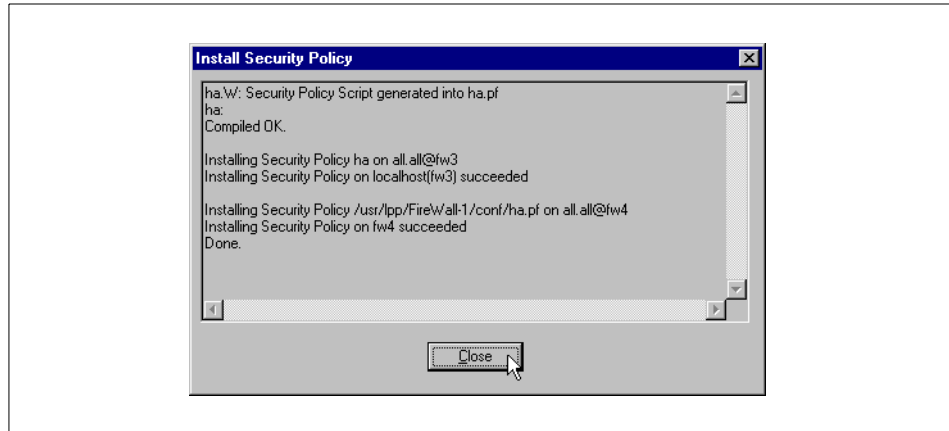 Install Security Policy
ha.W: Security Policy Script generated into ha.pf
ha:
Compiled OK.
Installing Security Policy ha on all.all@fw3
Installing Security Policy on localhost(fw3) succeeded
Installing Security Policy /usr/lpp/FireWall-1/conf/ha.pf on all.all@fw4
Installing Security Policy on fw4 succeeded
Done.
Close